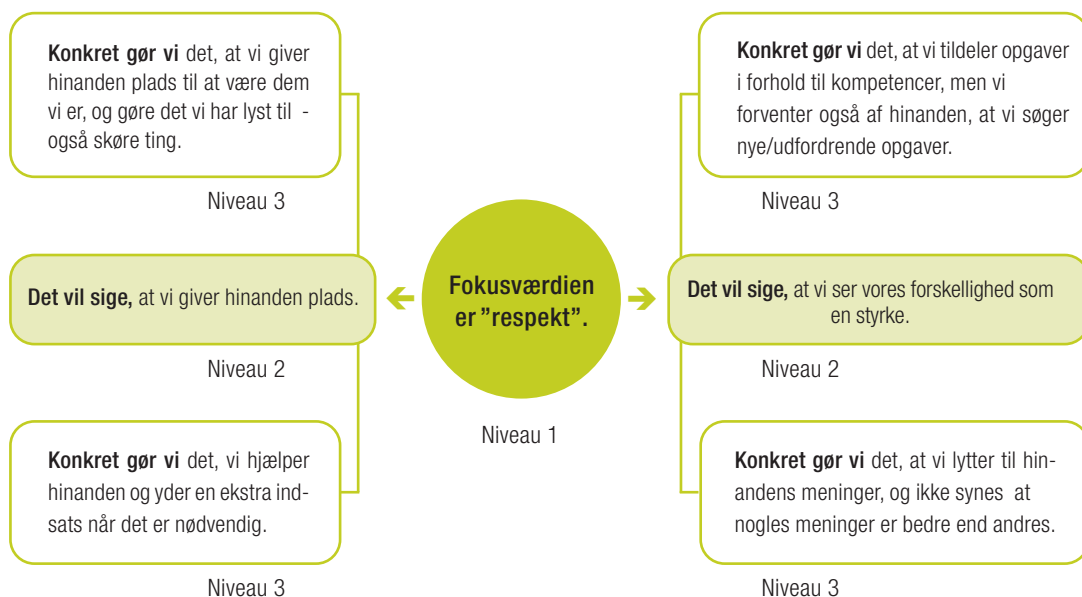 Konkret gør vi det, at vi giver
hinanden plads til at være dem
vi er, og gøre det vi har lyst til -
også skøre ting.
Niveau 3
Det vil sige, at vi giver hinanden plads.
Niveau 2
Konkret gør vi det, vi hjælper
hinanden og yder en ekstra ind-
sats når det er nødvendig.
Niveau 3
Fokusværdien
er ”respekt”.
Niveau 1
Konkret gør vi det, at vi tildeler opgaver
i forhold til kompetencer, men vi
forventer også af hinanden, at vi søger
nye/udfordrende opgaver.
Niveau 3
Det vil sige, at vi ser vores forskellighed som
en styrke.
Niveau 2
Konkret gør vi det, at vi lytter til hin-
andens meninger, og ikke synes at
nogles meninger er bedre end andres.
Niveau 3